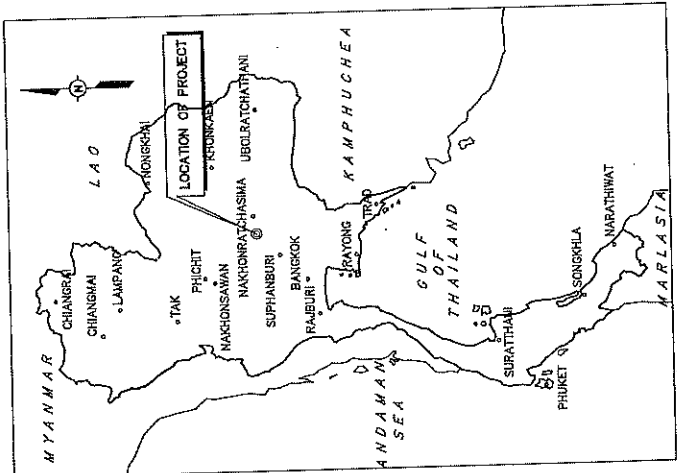 MYANMAR
CHIANGRAI
CHIANGMAI
LAMPANG
LAO
N
NONGKHAI
TAK
PHICHIT
NAKHONSAWAN
LOCATION OF PROJECT
KHONKAEN
NAKHONRATCHASIMA
UBOLRATCHATHANI
SUPHANBURI
BANGKOK
RAJBURI
KAMPHUCHEA
RAYONG
TRAD
GULF
OF
THAILAND
ANDAMAN
SEA
SURATTHANI
PHUKET
SONGKHLA
NARATHIWAT
MARLASIA